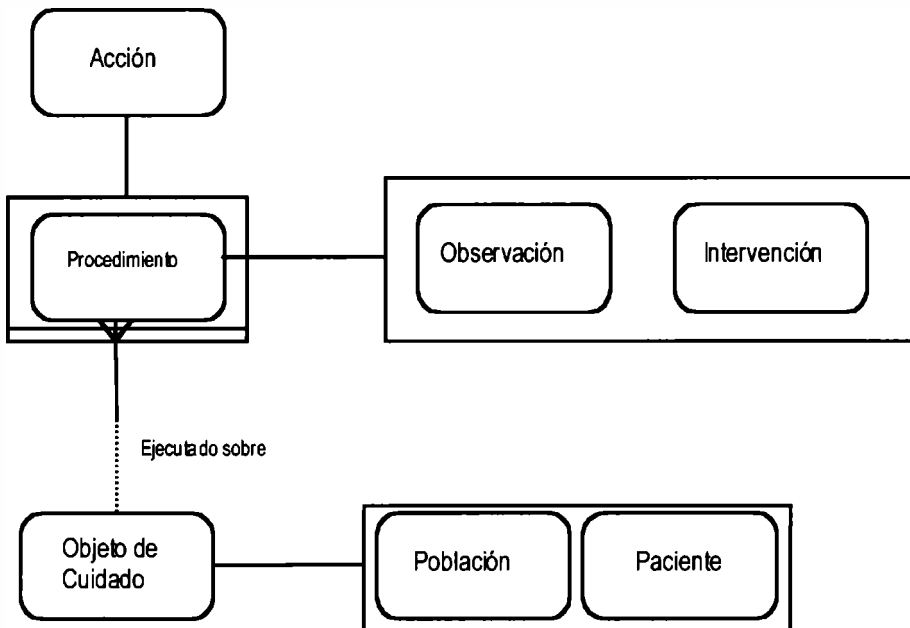 Acción
Procedimiento
Observación
Intervención
Ejecutado sobre
Objeto de
Cuidado
Población
Paciente